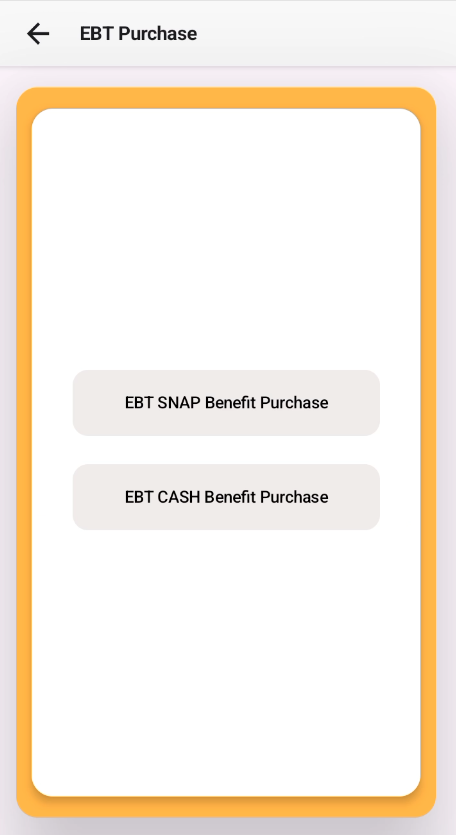 EBT Purchase
EBT SNAP Benefit Purchase
EBT CASH Benefit Purchase